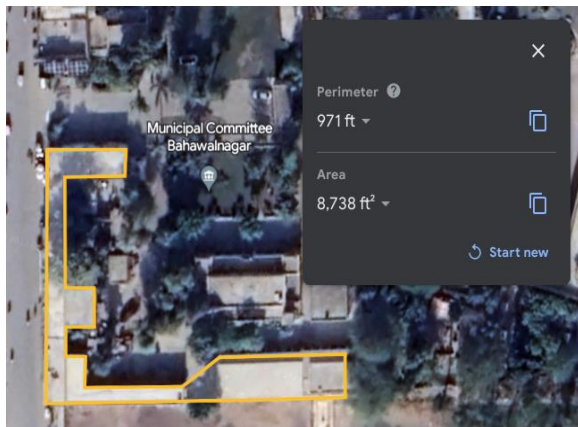 Municipal Committee
Bahawalnagar
Perimeter
971 ft
Area
8,738 ft²
Start new